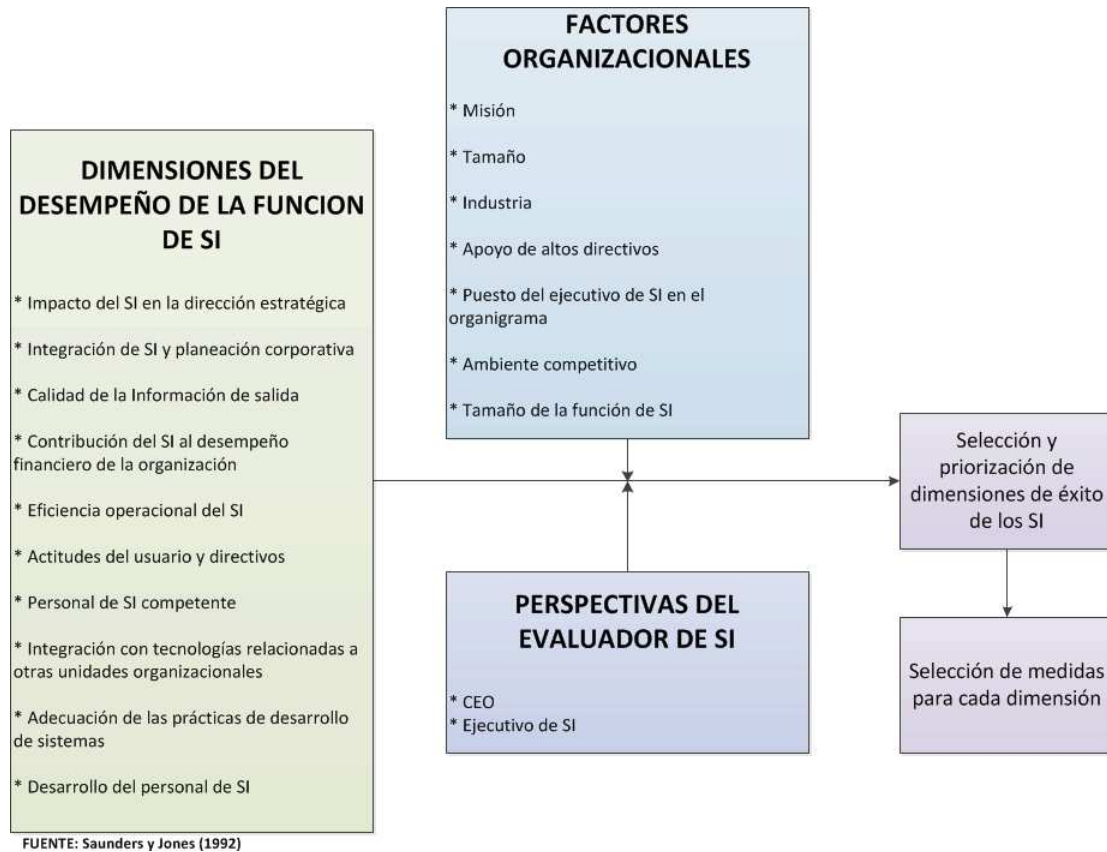 DIMENSIONES DEL
DESEMPEÑO DE LA FUNCION
DE SI
* Impacto del SI en la dirección estratégica
* Integración de SI y planeación corporativa
* Calidad de la Información de salida
* Contribución del SI al desempeño
financiero de la organización
* Eficiencia operacional del SI
* Actitudes del usuario y directivos
* Personal de SI competente
* Integración con tecnologías relacionadas a
otras unidades organizacionales
* Adecuación de las prácticas de desarrollo
de sistemas
* Desarrollo del personal de SI
FACTORES
ORGANIZACIONALES
* Misión
* Tamaño
* Industria
* Apoyo de altos directivos
* Puesto del ejecutivo de SI en el
organigrama
* Ambiente competitivo
* Tamaño de la función de SI
PERSPECTIVAS DEL
EVALUADOR DE SI
* CEO
* Ejecutivo de SI
Selección y
priorización de
dimensiones de éxito
de los SI
Selección de medidas
para cada dimensión
FUENTE: Saunders y Jones (1992)